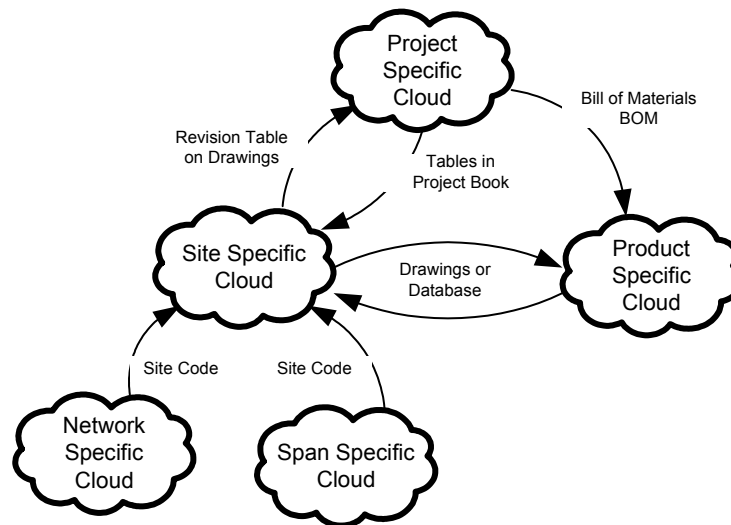 Project
Specific
Cloud
Bill of Materials
BOM
Revision Table
on Drawings
Tables in
Project Book
Site Specific
Cloud
Product
Specific
Cloud
Drawings or
Database
Site Code
Site Code
Network
Specific
Cloud
Span Specific
Cloud